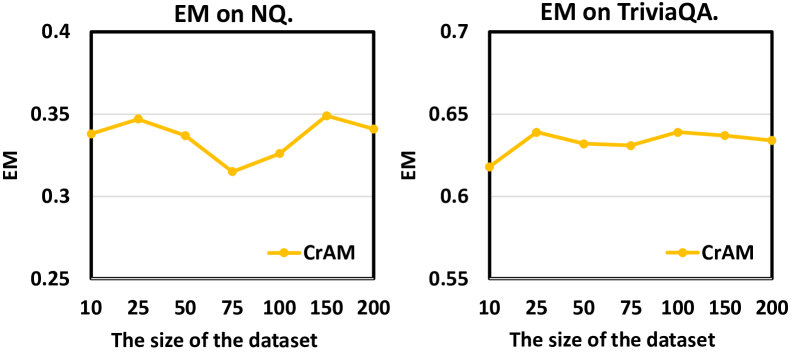 EM on NQ.
0.4
0.35
0.3
0.25
EM
CrAM
10 25 50 75 100 150 200
The size of the dataset
EM on TriviaQA.
0.7
0.65
0.6
0.55
EM
CrAM
10 25 50 75 100 150 200
The size of the dataset